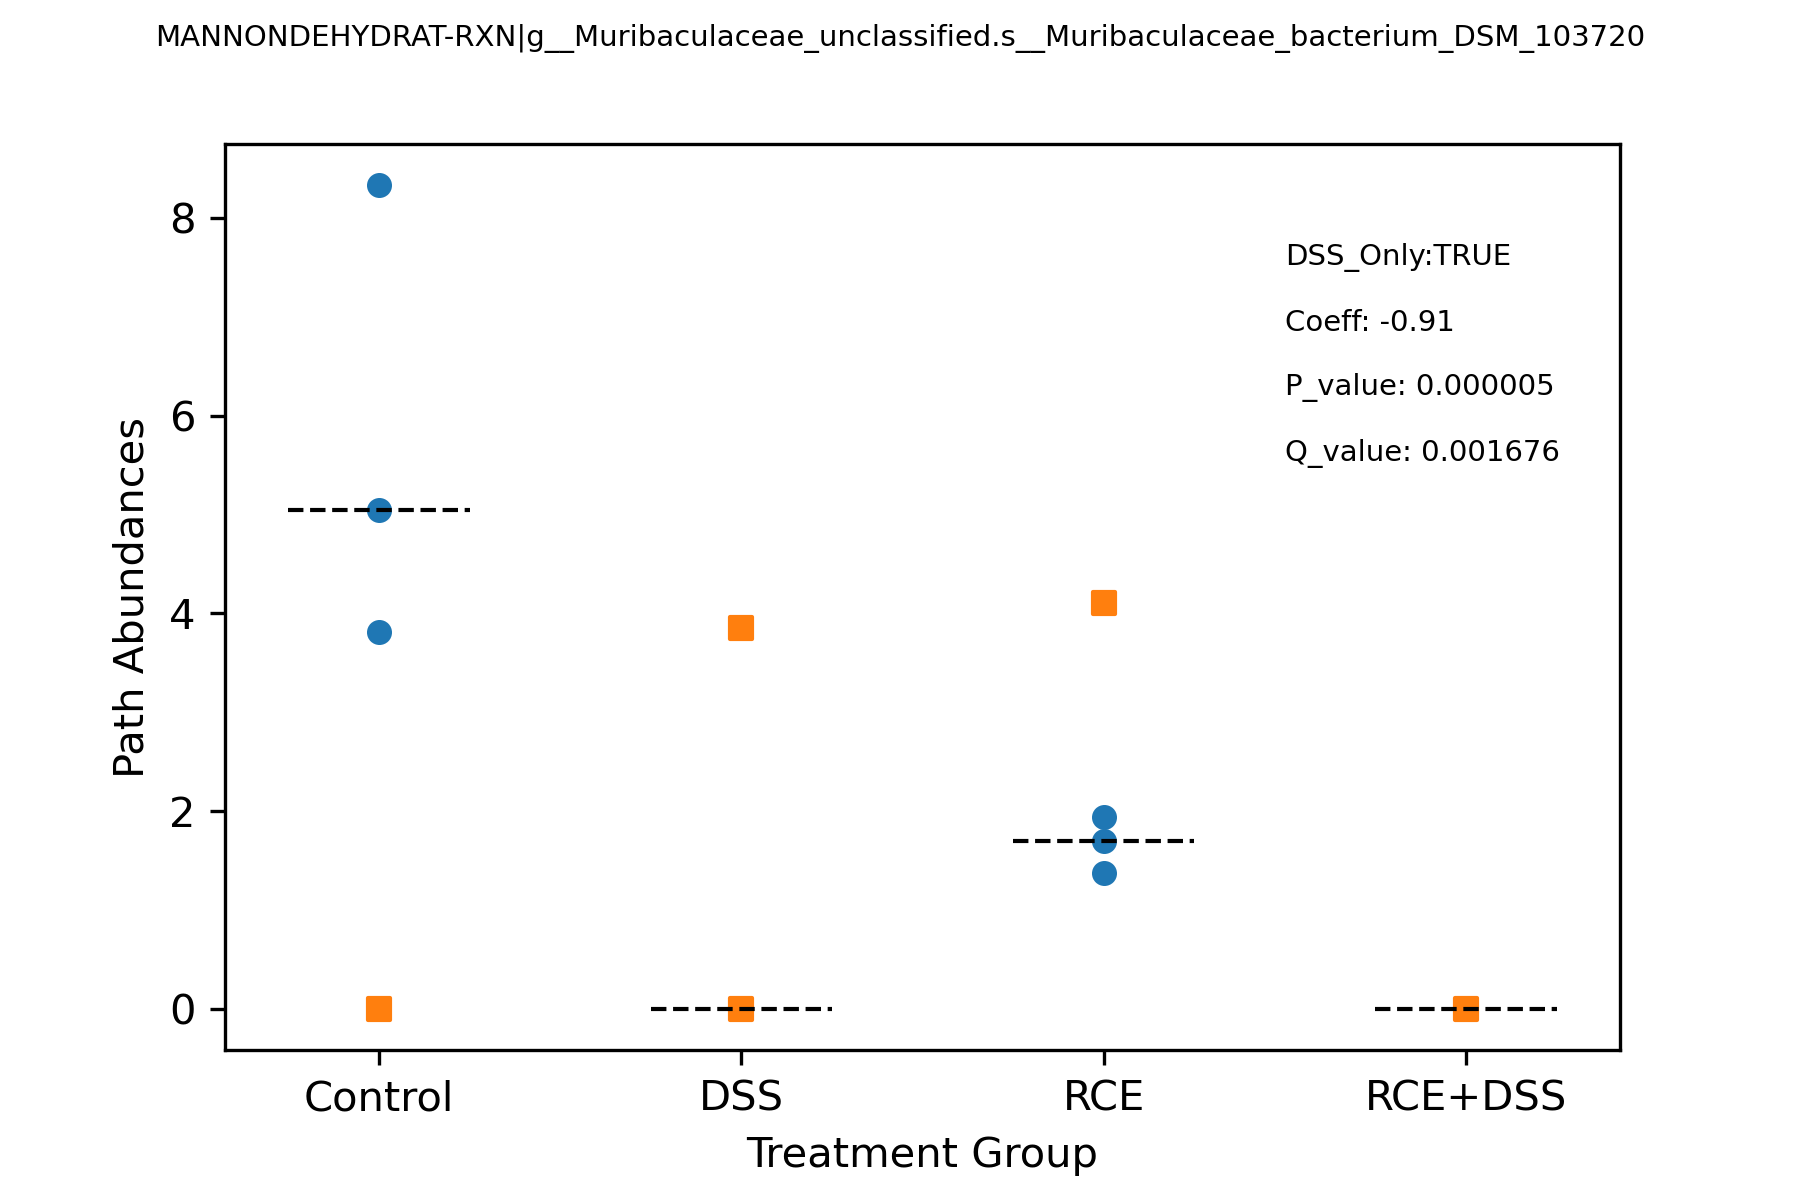 MANNONDEHYDRAT-RXN|g__Muribaculaceae_unclassified.s__Muribaculaceae_bacterium_DSM_103720
8
DSS_Only:TRUE
Coeff: -0.91
P_value: 0.000005
6
Q_value: 0.001676
Path Abundances
4
2
0
Control DSS RCE RCE+DSS
Treatment Group